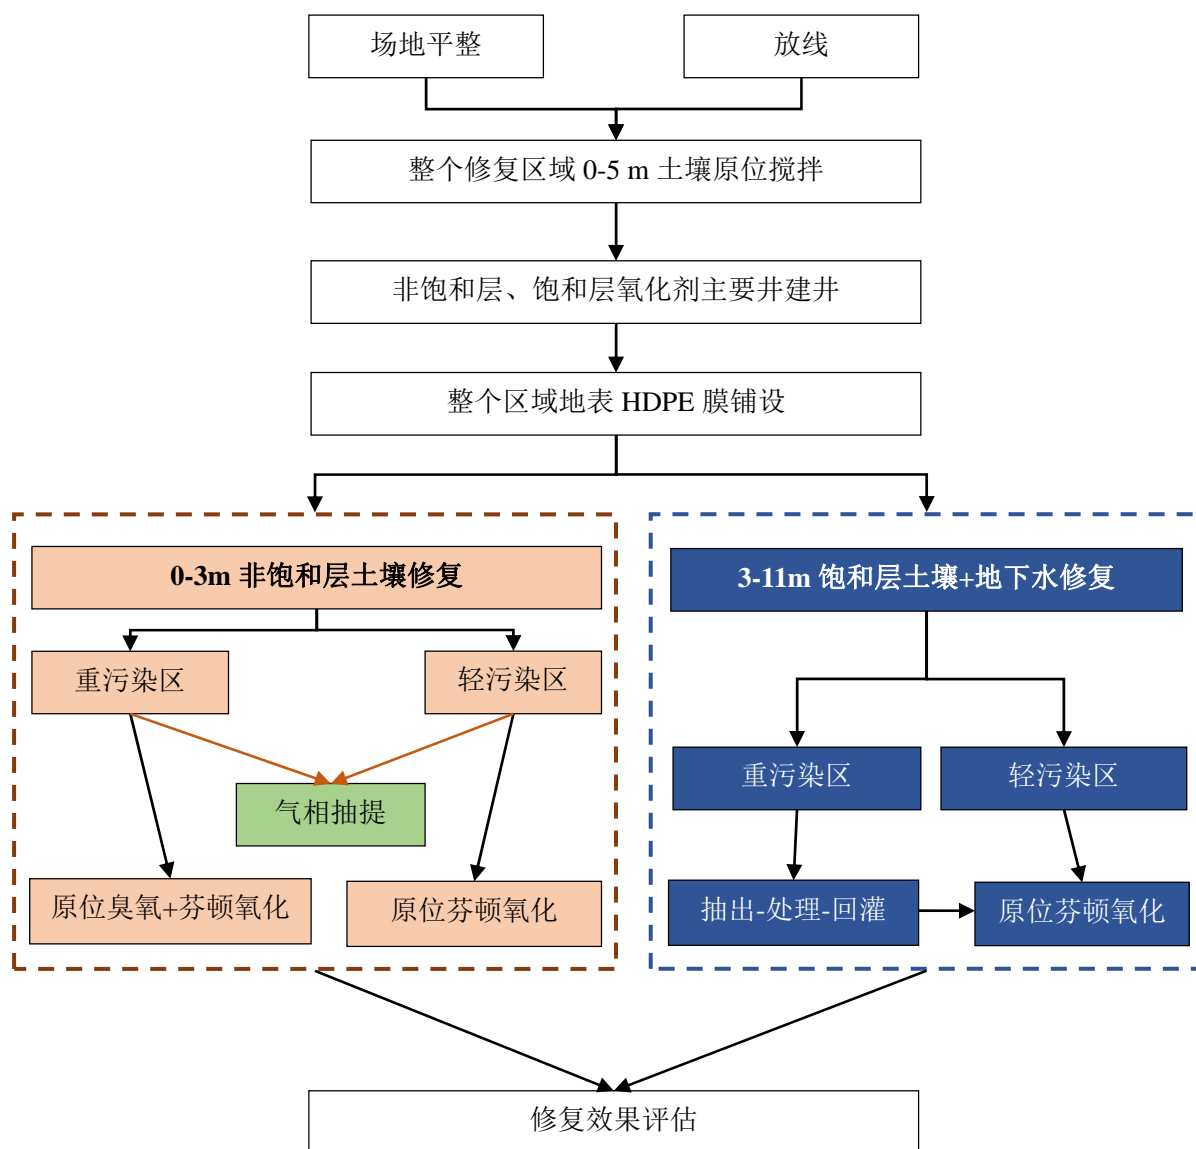 场地平整
放线
整个修复区域 0-5 m 土壤原位搅拌
非饱和层、饱和层氧化剂主要井建井
整个区域地表 HDPE 膜铺设
0-3m 非饱和层土壤修复
重污染区
轻污染区
气相抽提
原位臭氧+芬顿氧化
原位芬顿氧化
3-11m 饱和层土壤+地下水修复
重污染区
轻污染区
抽出-处理-回灌
原位芬顿氧化
修复效果评估